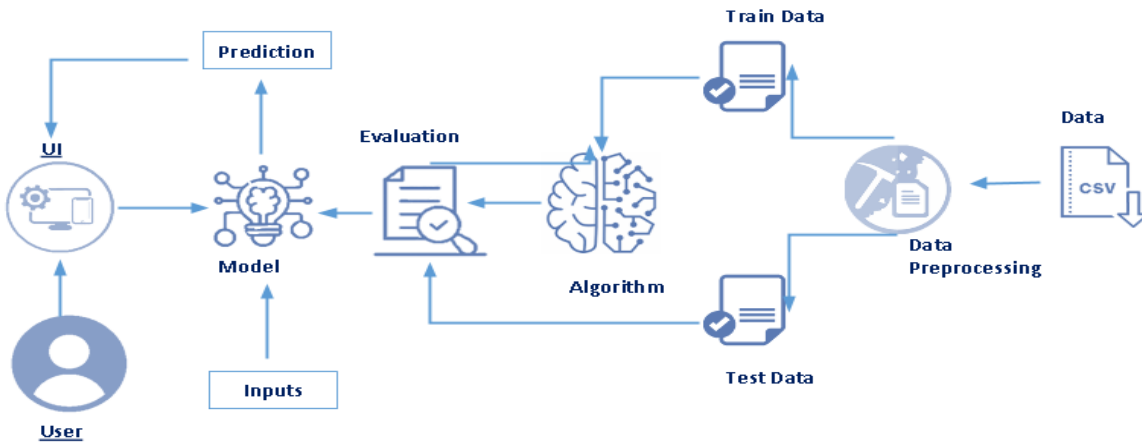 Train Data
Prediction
Evaluation
Data
UI
CSV
Model
Data
Preprocessing
Algorithm
Test Data
Inputs
User